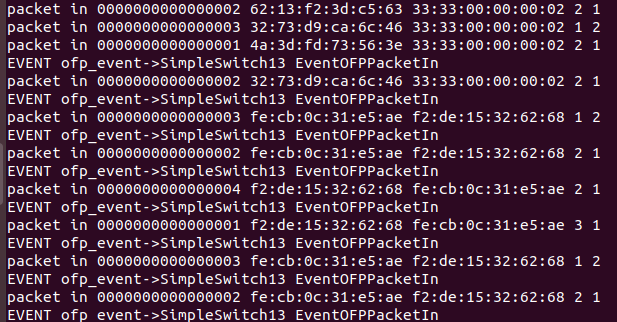 packet in 0000000000000002 62:13:f2:3d:c5:63 33:33:00:00:00:02 2 1
packet in 0000000000000003 32:73:d9:ca:6c:46 33:33:00:00:00:02 1 2
packet in 0000000000000001 4a:3d:fd:73:56:3e 33:33:00:00:00:02 2 1
EVENT ofp_event->SimpleSwitch13 EventOFPPacketIn
packet in 0000000000000002 32:73:d9:ca:6c:46 33:33:00:00:00:02 2 1
EVENT ofp_event->SimpleSwitch13 EventOFPPacketIn
packet in 0000000000000003 fe:cb:0c:31:e5:ae f2:de:15:32:62:68 1 2
EVENT ofp_event->SimpleSwitch13 EventOFPPacketIn
packet in 0000000000000002 fe:cb:0c:31:e5:ae f2:de:15:32:62:68 2 1
EVENT ofp_event->SimpleSwitch13 EventOFPPacketIn
packet in 0000000000000004 f2:de:15:32:62:68 fe:cb:0c:31:e5:ae 2 1
EVENT ofp_event->SimpleSwitch13 EventOFPPacketIn
packet in 0000000000000001 f2:de:15:32:62:68 fe:cb:0c:31:e5:ae 3 1
EVENT ofp_event->SimpleSwitch13 EventOFPPacketIn
packet in 0000000000000003 fe:cb:0c:31:e5:ae f2:de:15:32:62:68 1 2
EVENT ofp_event->SimpleSwitch13 EventOFPPacketIn
packet in 0000000000000002 fe:cb:0c:31:e5:ae f2:de:15:32:62:68 2 1
EVENT ofp_event->SimpleSwitch13 EventOFPPacketIn